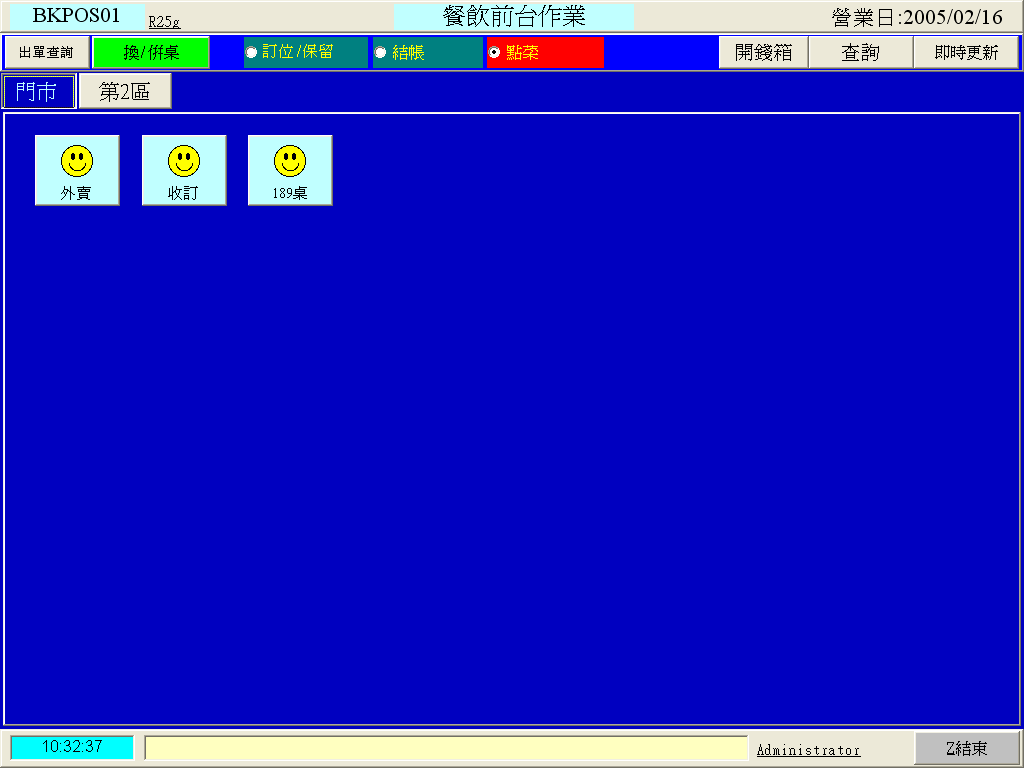 BKPOS01 R25g 餐飲前台作業 營業日:2005/02/16
出單查詢 換/併桌 訂位/保留 結帳 點菜 開錢箱 查詢 即時更新
門市 第2區
外賣 收訂 189桌
10:32:37 Administrator Z結束